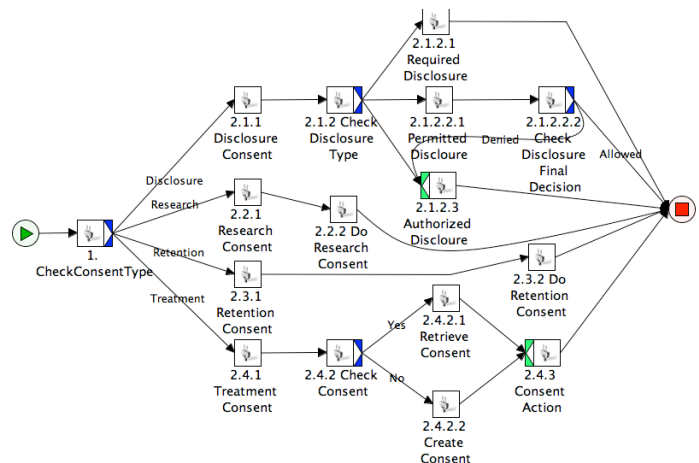 2.1.2.1
Required
Disclosure
2.1.1
Disclosure
Consent
2.1.2 Check
Disclosure
Type
2.1.2.2.1
Permitted
Discloure
Denied
2.1.2.2.2
Check
Disclosure
Final
Decision
Allowed
Disclosure
Research
Retention
Treatment
1.
CheckConsentType
2.1.2.3
Authorized
Discloure
2.2.1
Research
Consent
2.2.2 Do
Research
Consent
2.3.1
Retention
Consent
2.3.2 Do
Retention
Consent
2.4.1
Treatment
Consent
2.4.2 Check
Consent
Yes
No
2.4.2.1
Retrieve
Consent
2.4.2.2
Create
Consent
2.4.3
Consent
Action